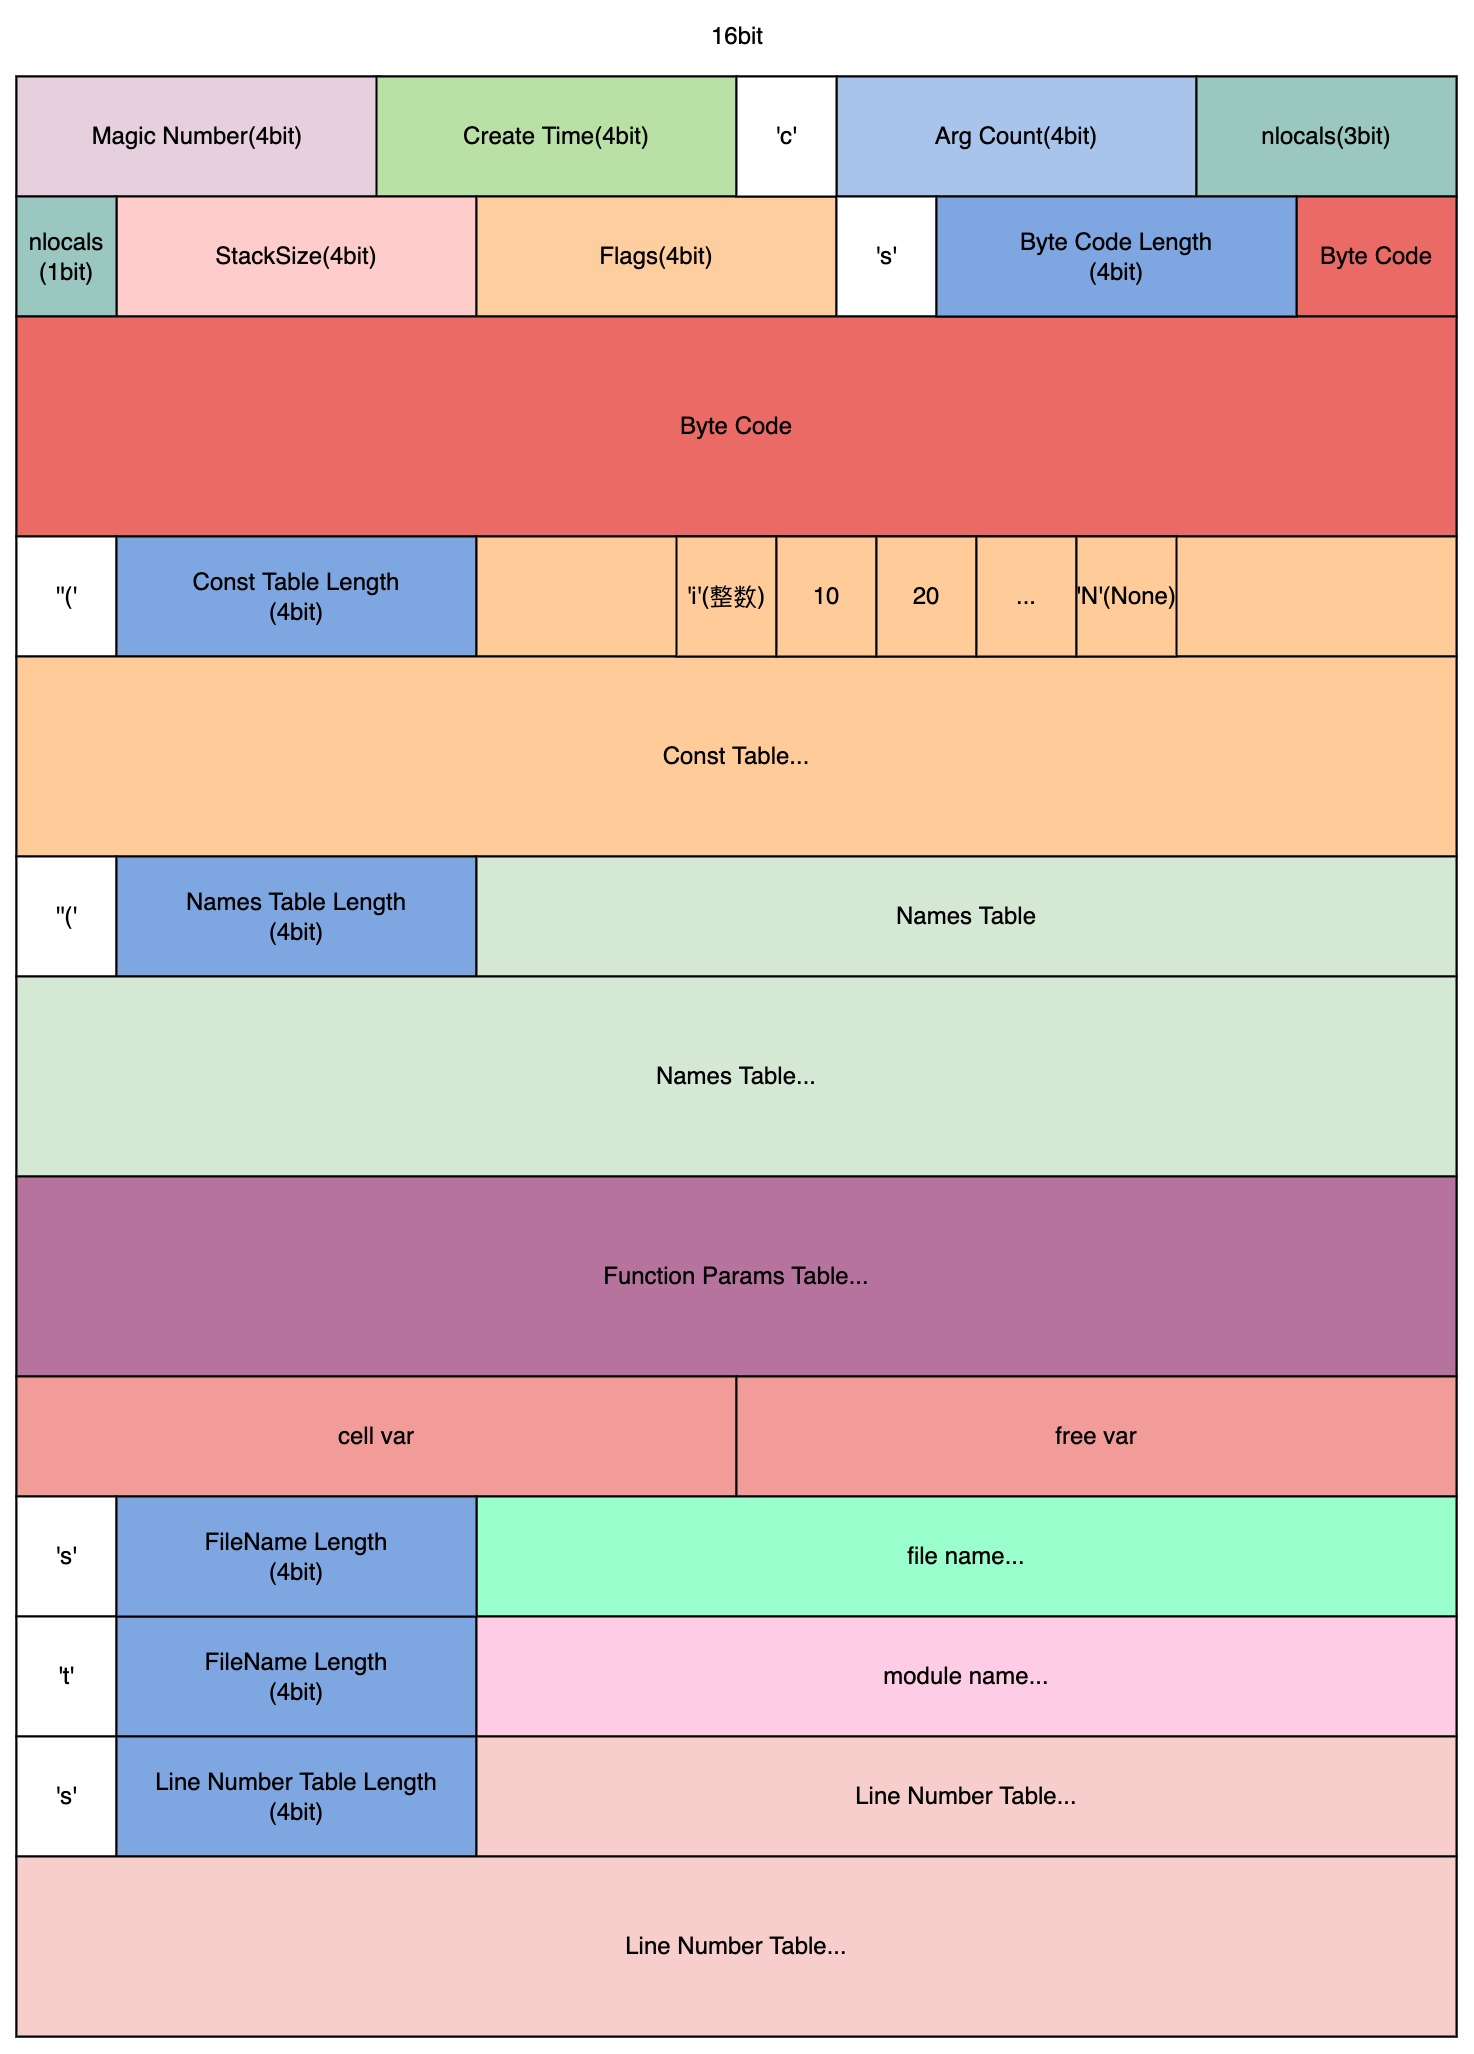 16bit
Magic Number(4bit)
Create Time(4bit)
'c'
Arg Count(4bit)
nlocals(3bit)
nlocals
(1bit)
StackSize(4bit)
Flags(4bit)
's'
Byte Code Length
(4bit)
Byte Code
Byte Code
"('
Const Table Length
(4bit)
'i'(整数)
10
20
...
'N'(None)
Const Table...
"('
Names Table Length
(4bit)
Names Table
Names Table...
Function Params Table...
cell var
free var
's'
FileName Length
(4bit)
file name...
't'
FileName Length
(4bit)
module name...
's'
Line Number Table Length
(4bit)
Line Number Table...
Line Number Table...